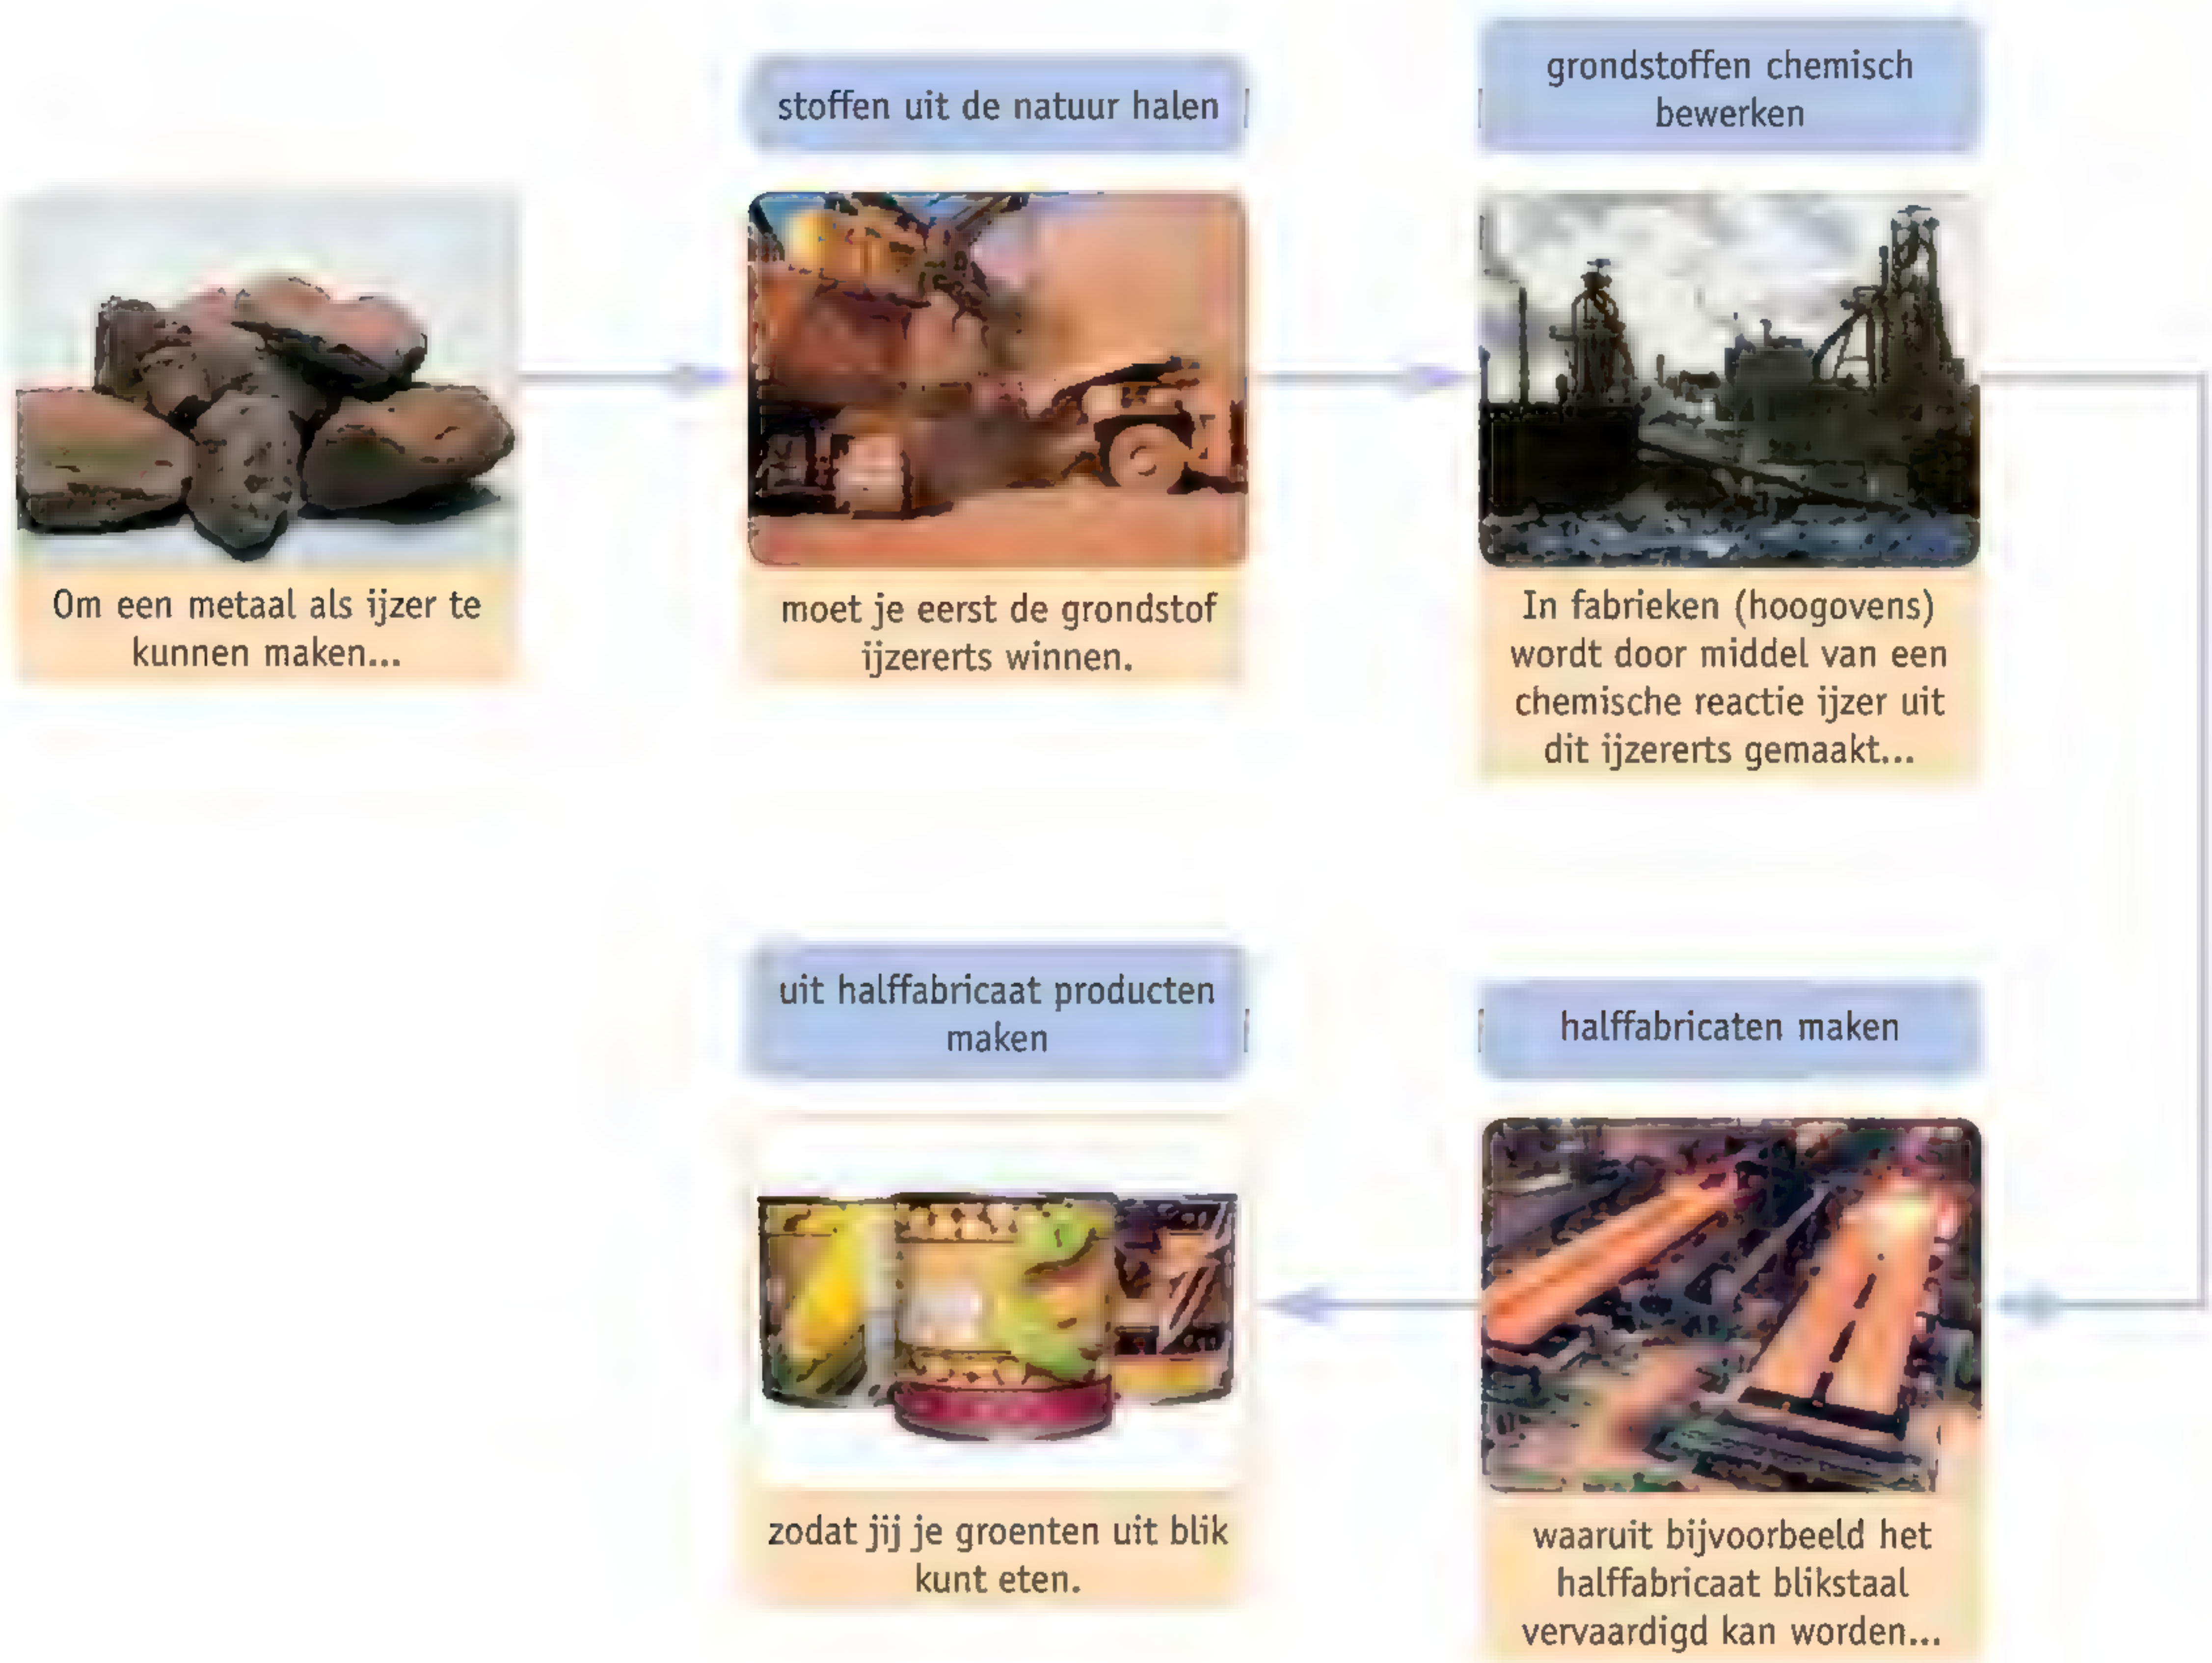 stoffen uit de natuur halen
grondstoffen chemisch
bewerken
Om een metaal als ijzer te
kunnen maken...
moet je eerst de grondstof
ijzererts winnen.
In fabrieken (hoogovens)
wordt door middel van een
chemische reactie ijzer uit
dit ijzererts gemaakt...
halffabricaten maken
waaruit bijvoorbeeld het
halffabricaat blikstaal
vervaardigd kan worden...
uit halffabricaat producten
maken
zodat jij je groenten uit blik
kunt eten.